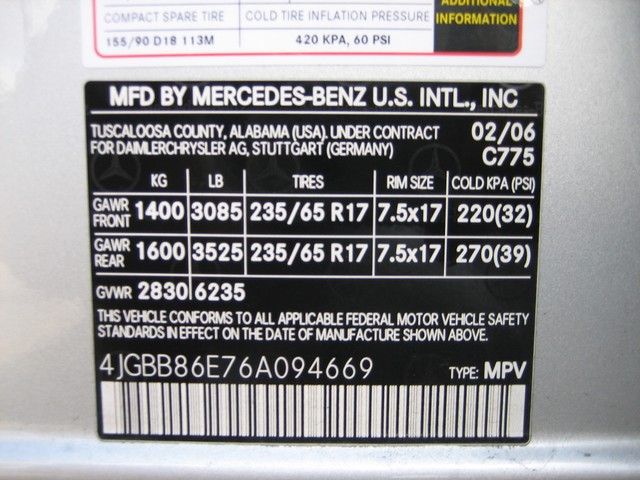 COMPACT SPARE TIRE COLD TIRE INFLATION PRESSURE ADDITIONAL
INFORMATION
155/90 D18 113M 420 KPA, 60 PSI
MFD BY MERCEDES-BENZ U.S. INTL., INC
TUSCALOOSA COUNTY, ALABAMA (USA). UNDER CONTRACT 02/06
FOR DAIMLERCHRYSLER AG, STUTTGART (GERMANY) C775
KG LB TIRES RIM SIZE COLD KPA (PSI)
GAWR FRONT 1400 3085 235/65 R17 7.5x17 220(32)
GAWR REAR 1600 3525 235/65 R17 7.5x17 270(39)
GVWR 2830 6235
THIS VEHICLE CONFORMS TO ALL APPLICABLE FEDERAL MOTOR VEHICLE SAFETY
STANDARDS IN EFFECT ON THE DATE OF MANUFACTURE SHOWN ABOVE.
4JGBB86E76A094669 TYPE: MPV